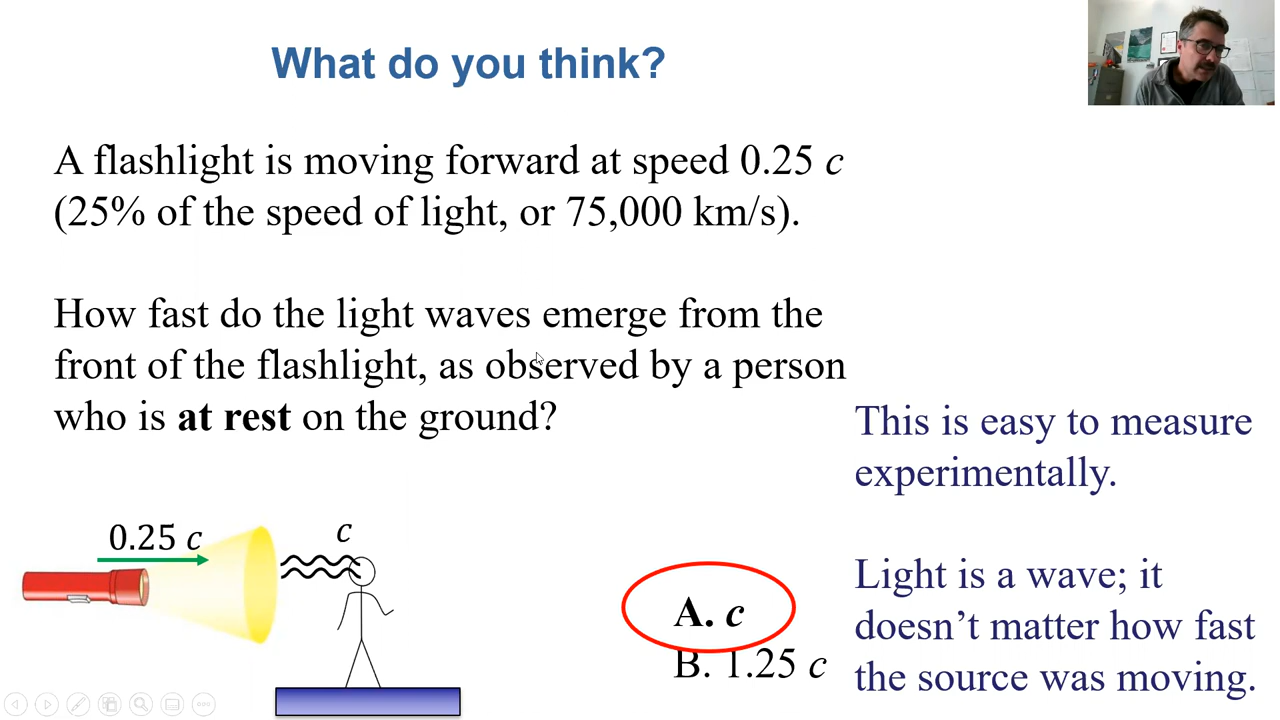 What do you think?
A flashlight is moving forward at speed 0.25 c
(25% of the speed of light, or 75,000 km/s).
How fast do the light waves emerge from the
front of the flashlight, as observed by a person
who is at rest on the ground?
This is easy to measure
experimentally.
0.25 c
c
A. c
B. 1.25 c
Light is a wave; it
doesn’t matter how fast
the source was moving.